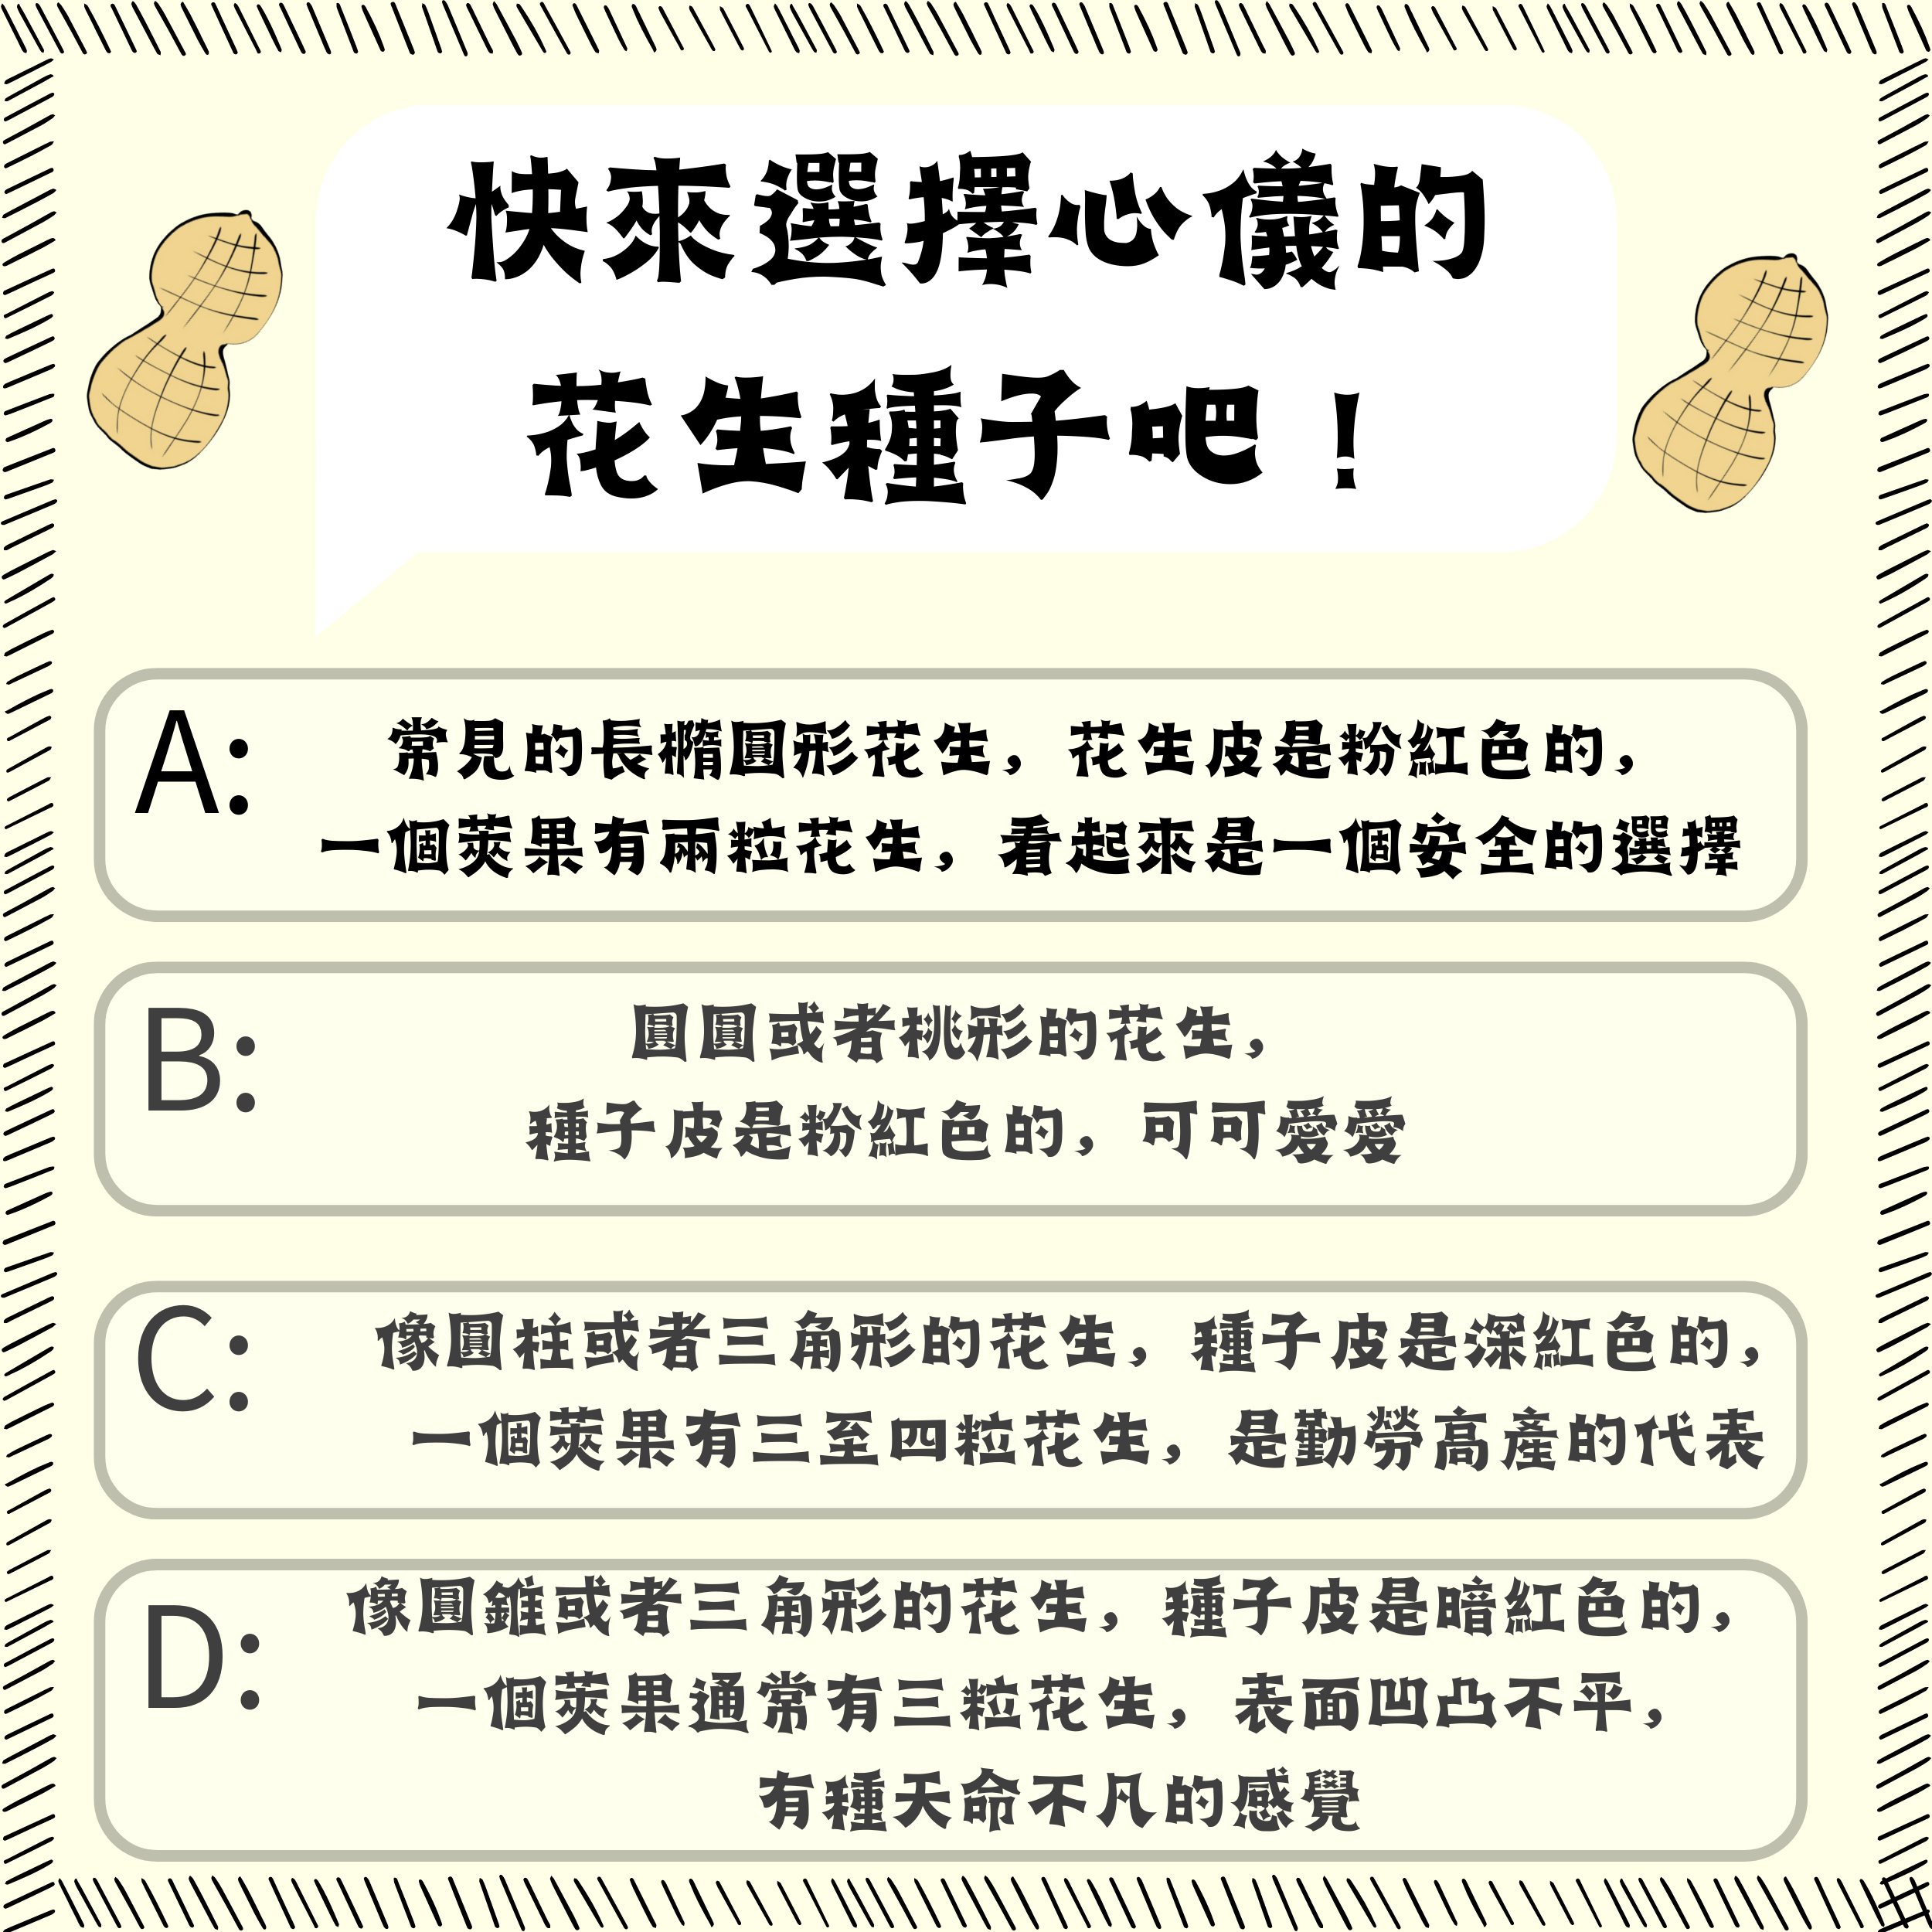 快來選擇心儀的
花生種子吧！
A:
常見的長橢圓形花生，花生皮是粉紅色的，
一個莢果有兩粒花生，看起來是一個安全的選擇
B:
圓圓或者桃形的花生，
種子皮是粉紅色的，可可愛愛
C:
像圓柱或者三角形的花生，種子皮是深紅色的，
一個莢果有三至四粒花生，是勤勞高產的代表
D:
像圓錐或者三角形的花生，種子皮是暗紅色的，
一個莢果通常有三粒花生，表面凹凸不平，
有種天命不凡的感覺